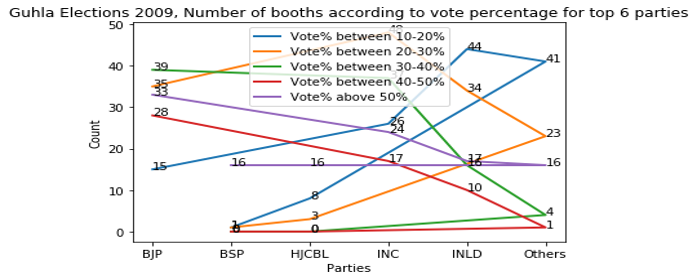 Guhla Elections 2009, Number of booths according to vote percentage for top 6 parties
Vote% between 10-20%
Vote% between 20-30%
Vote% between 30-40%
Vote% between 40-50%
Vote% above 50%
Count
50
40
30
20
10
0
39
35
33
28
15
16
1
0
16
8
3
0
26
24
17
44
34
17
16
10
41
23
16
4
1
BJP
BSP
HJCBL
INC
INLD
Others
Parties